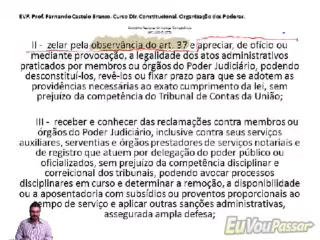 EVP. Prof. Fernando Castelo Branco. Curso Dir. Constitucional. Organização dos Poderes.
II - zelar pela observância do art. 37 e apreciar, de ofício ou
mediante provocação, a legalidade dos atos administrativos
praticados por membros ou órgãos do Poder Judiciário, podendo
desconstituí-los, revê-los ou fixar prazo para que se adotem as
providências necessárias ao exato cumprimento da lei, sem
prejuízo da competência do Tribunal de Contas da União;
III - receber e conhecer das reclamações contra membros ou
órgãos do Poder Judiciário, inclusive contra seus serviços
auxiliares, serventias e órgãos prestadores de serviços notariais e
de registro que atuem por delegação do poder público ou
oficializados, sem prejuízo da competência disciplinar e
correicional dos tribunais, podendo avocar processos
disciplinares em curso e determinar a remoção, a disponibilidade
ou a aposentadoria com subsídios ou proventos proporcionais ao
tempo de serviço e aplicar outras sanções administrativas,
assegurada ampla defesa;
EuVouPassar